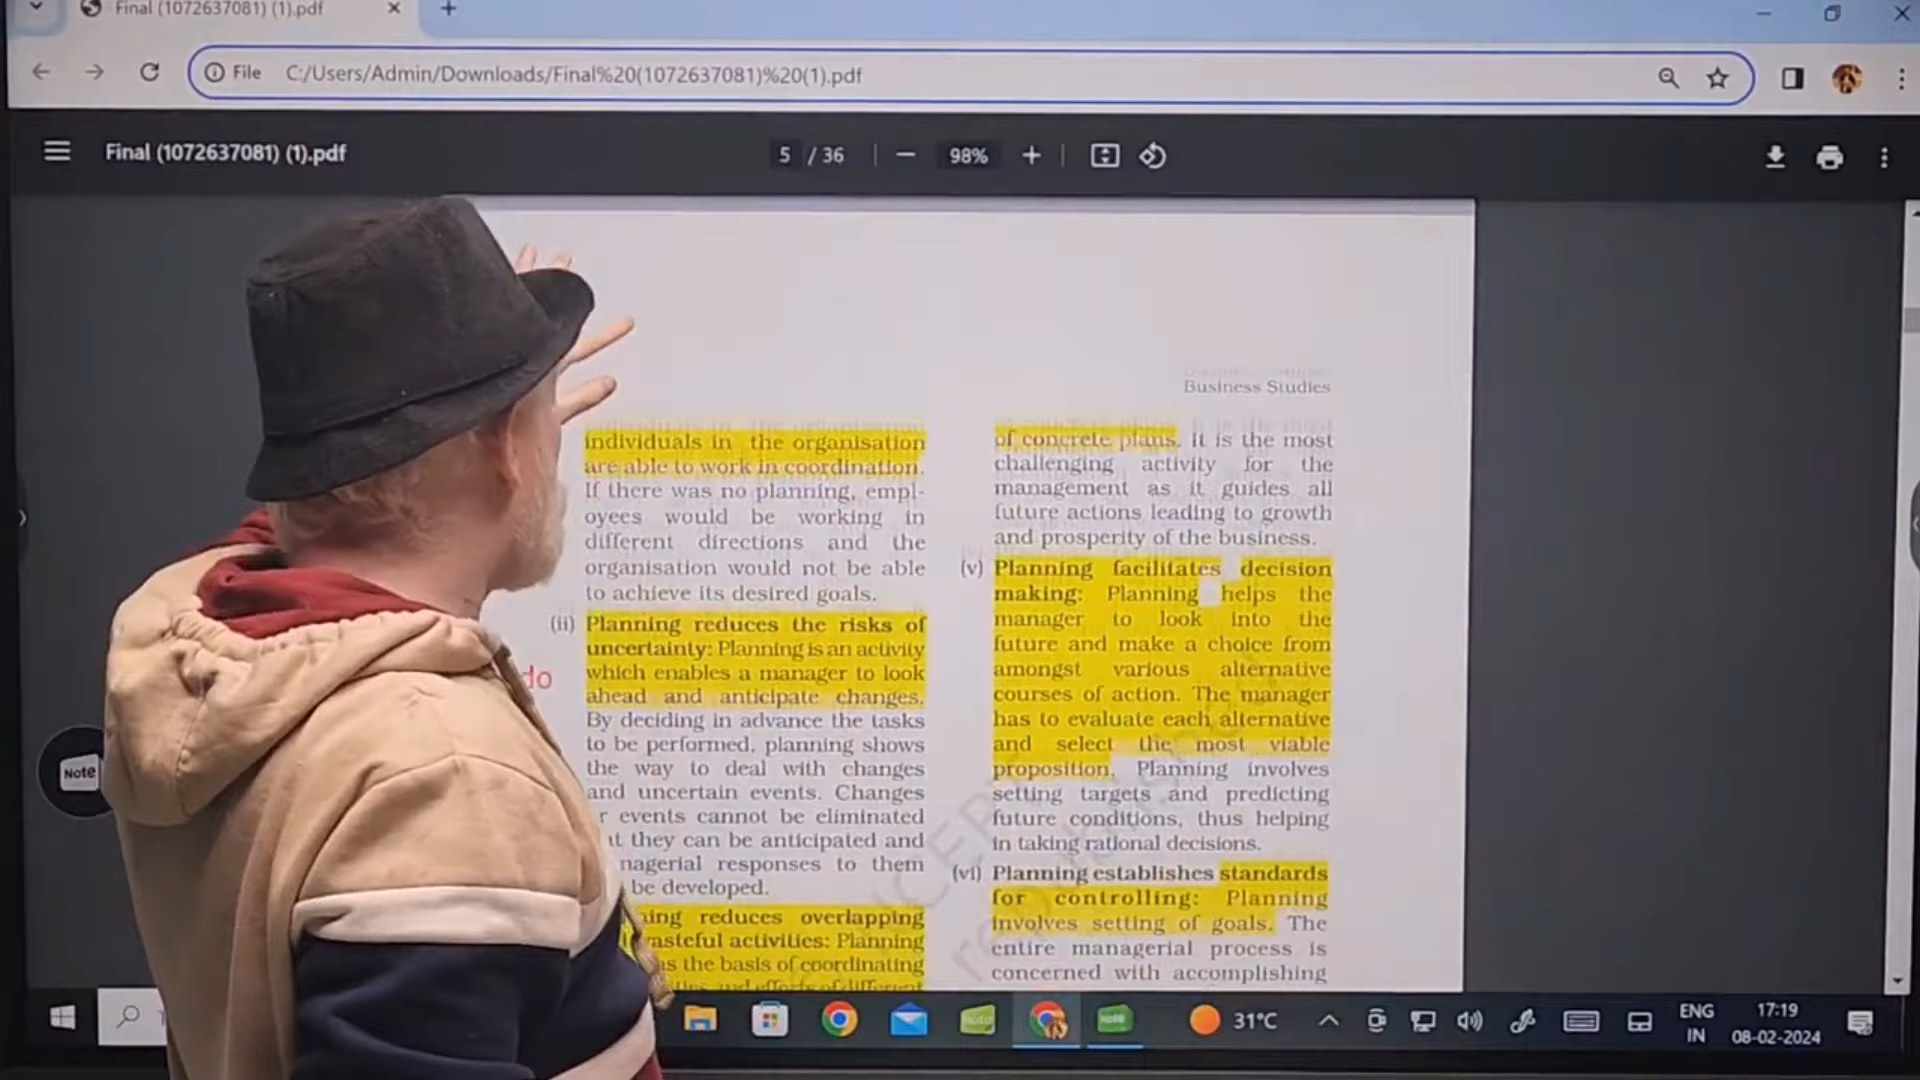 Final (1072637081) (1).pdf
File C:/Users/Admin/Downloads/Final%20(1072637081)%20(1).pdf
Final (1072637081) (1).pdf
5 / 36
98%
Business Studies
individuals in the organisation
are able to work in coordination.
If there was no planning, empl-
oyees would be working in
different directions and the
organisation would not be able
to achieve its desired goals.
(ii) Planning reduces the risks of
uncertainty: Planning is an activity
which enables a manager to look
ahead and anticipate changes.
By deciding in advance the tasks
to be performed, planning shows
the way to deal with changes
and uncertain events. Changes
r events cannot be eliminated
they can be anticipated and
nagerial responses to them
be developed.
ing reduces overlapping
wasteful activities: Planning
as the basis of coordinating
and efforts of different
do
Note
of concrete plans. It is the most
challenging activity for the
management as it guides all
future actions leading to growth
and prosperity of the business.
(v) Planning facilitates decision
making: Planning helps the
manager to look into the
future and make a choice from
amongst various alternative
courses of action. The manager
has to evaluate each alternative
and select the most viable
proposition. Planning involves
setting targets and predicting
future conditions, thus helping
in taking rational decisions.
(vi) Planning establishes standards
for controlling: Planning
involves setting of goals. The
entire managerial process is
concerned with accomplishing
31°C
ENG
IN
17:19
08-02-2024